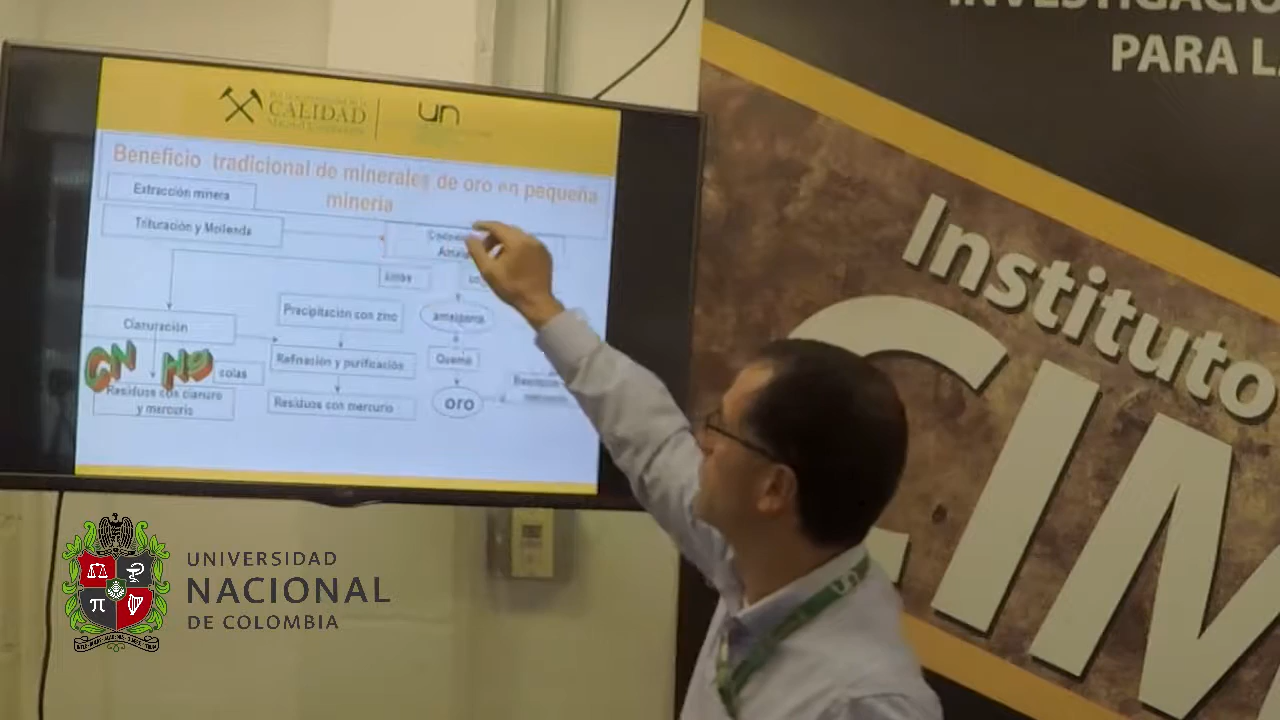 INVESTIGACIO
PARA LA
CALIDAD
un
Beneficio tradicional de minerales de oro en pequeña
minería
Extracción minera
Trituración y Molienda
lamas
Precipitación con zinc
amalgama
Cianuración
Refinación y purificación
Quema
CN Hg
colas
Residuos con cianuro
y mercurio
Residuos con mercurio
oro
Instituto
CIM
UNIVERSIDAD
NACIONAL
DE COLOMBIA